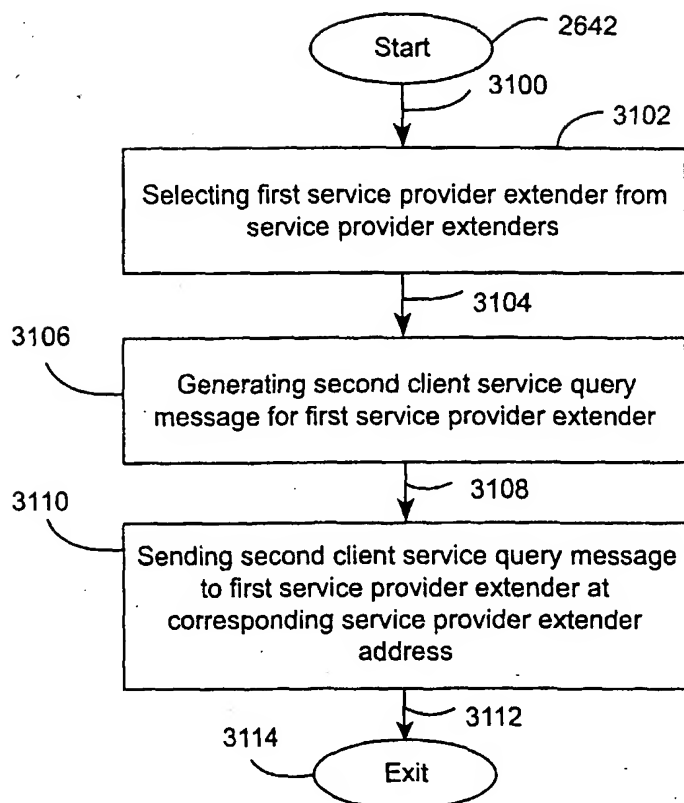 Start
2642
3100
3102
Selecting first service provider extender from
service provider extenders
3104
3106
Generating second client service query
message for first service provider extender
3108
3110
Sending second client service query message
to first service provider extender at
corresponding service provider extender
address
3112
3114
Exit